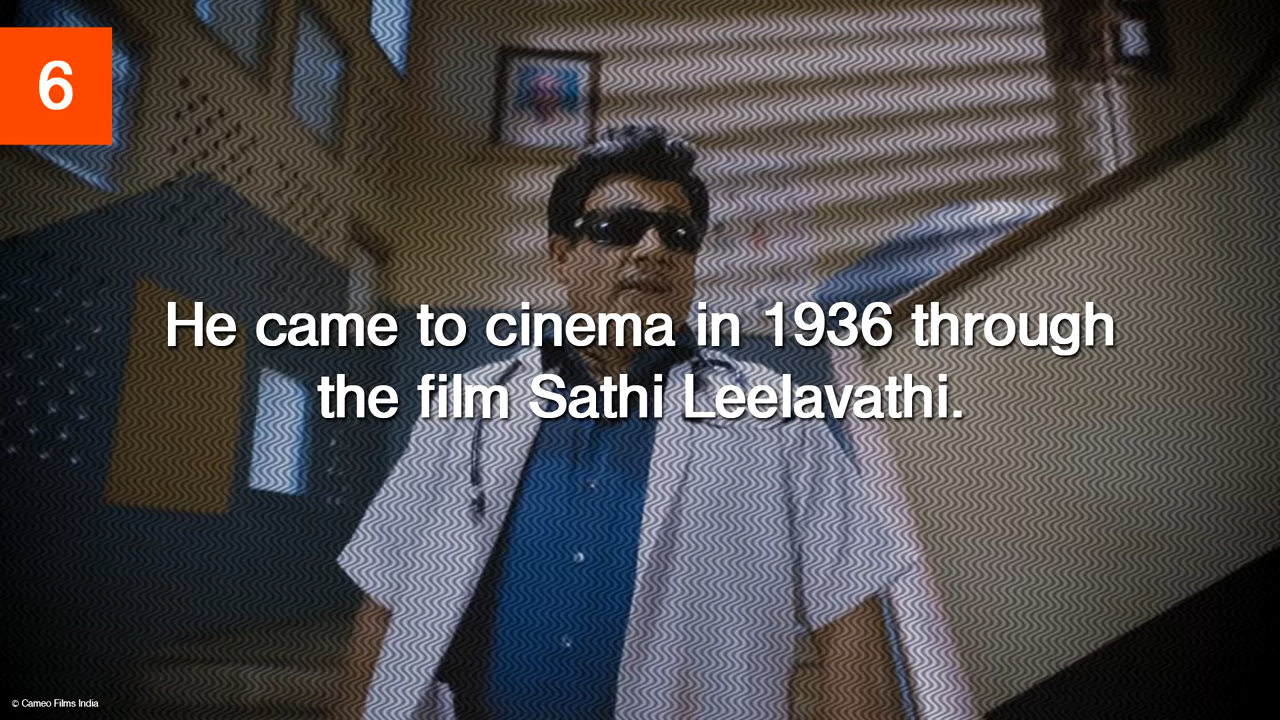 6
He came to cinema in 1936 through
the film Sathi Leelavathi.
© Cameo Films India